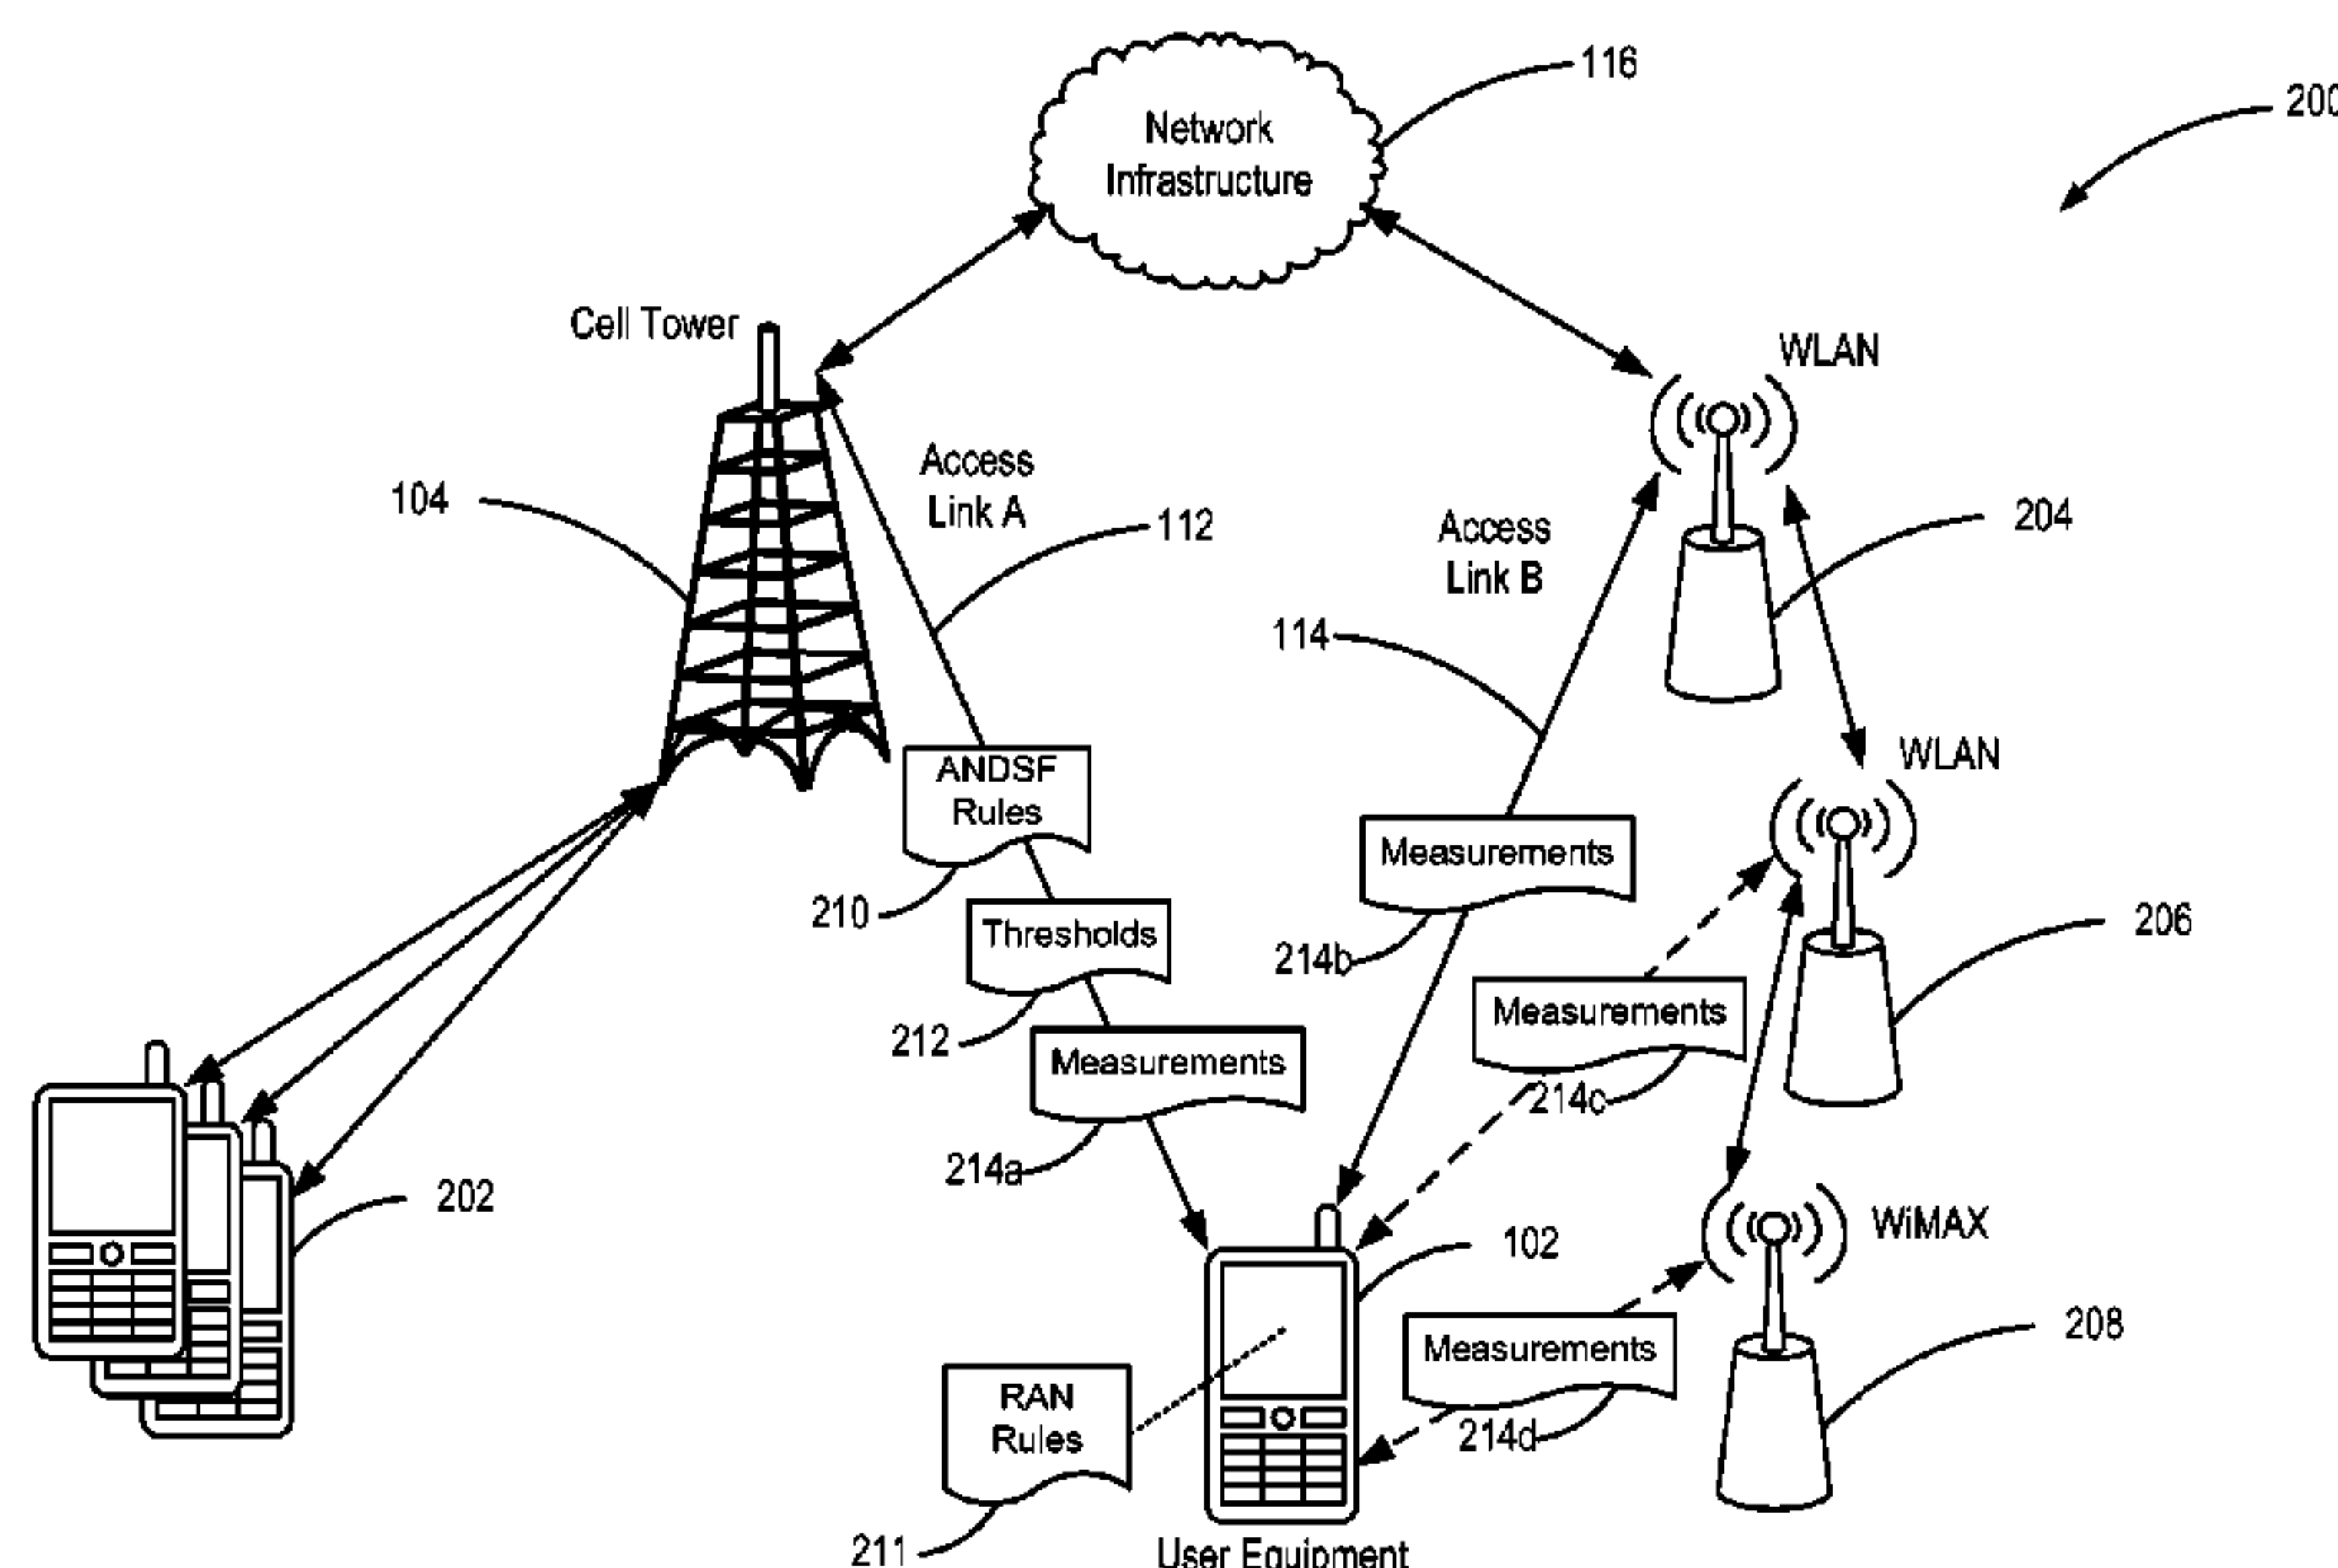 Network
Infrastructure
116
200
Cell Tower
WLAN
Access
Link A
104
112
Access
Link B
204
114
WLAN
ANDSF
Rules
210
Measurements
214b
206
Thresholds
212
Measurements
214c
Measurements
214a
202
WiMAX
102
208
Measurements
214d
RAN
Rules
211
User Equipment